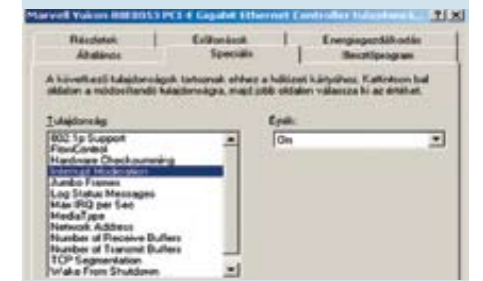 Marvell Yukon 88E8053 PCI-E Gigabit Ethernet Controller tulajdons...
Részletek
Erőforrások
Energiagazdálkodás
Általános
Speciális
Illesztőprogram
A következő tulajdonságok tartoznak ehhez a hálózati kártyához. Kattintson bal
oldalon a módosítandó tulajdonságra, majd jobb oldalon válassza ki az értékét.
Tulajdonság:
Érték:
802.1p Support
FlowControl
Hardware Checksumming
Interrupt Moderation
Jumbo Frames
Log Status Messages
Max IRQ per Sec
MediaType
Network Address
Number of Receive Buffers
Number of Transmit Buffers
TCP Segmentation
Wake From Shutdown
On